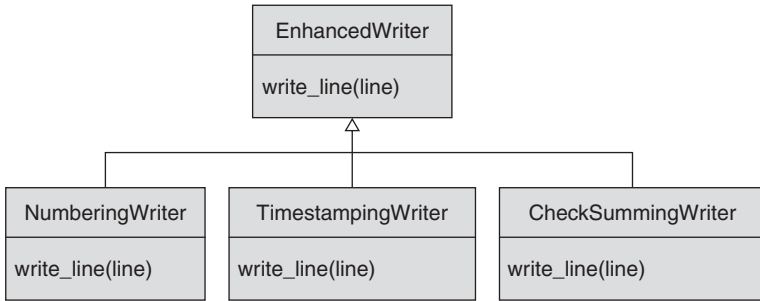 EnhancedWriter
write_line(line)
NumberingWriter
write_line(line)
TimestampingWriter
write_line(line)
CheckSummingWriter
write_line(line)